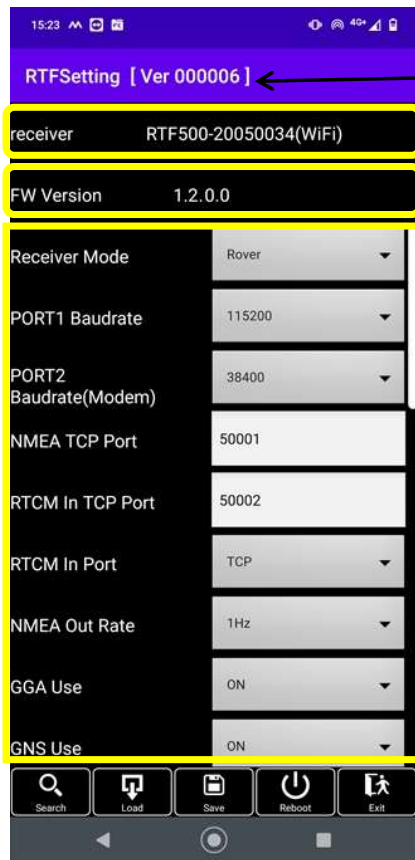 15:23 4G+
RTFSetting [ Ver 000006 ]
receiver RTF500-20050034(WiFi)
FW Version 1.2.0.0
Receiver Mode Rover
PORT1 Baudrate 115200
PORT2
Baudrate(Modem) 38400
NMEA TCP Port 50001
RTCM In TCP Port 50002
RTCM In Port TCP
NMEA Out Rate 1Hz
GGA Use ON
GNS Use ON
Search Load Save Reboot Exit